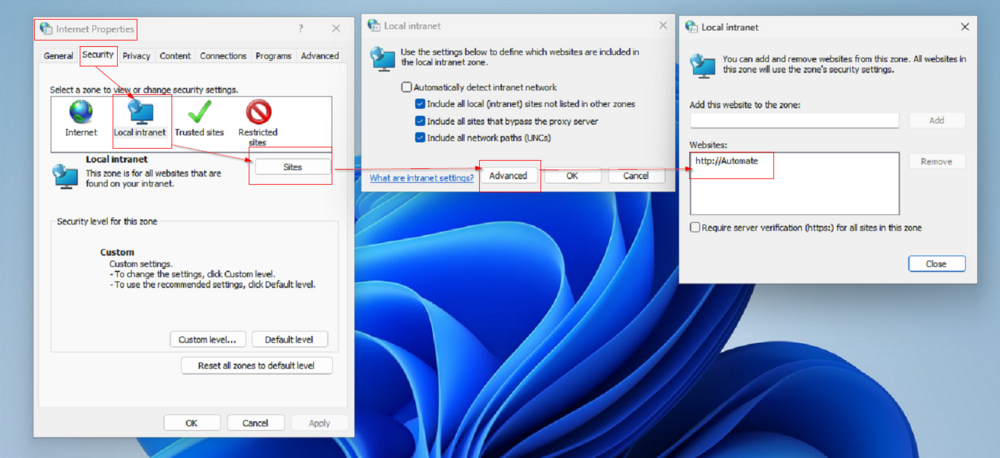 Internet Properties
General Security Privacy Content Connections Programs Advanced
Select a zone to view or change security settings.
Internet
Local intranet
Trusted sites
Restricted
sites
Local intranet
This zone is for all websites that are
found on your intranet.
Sites
Security level for this zone
Custom
Custom settings.
- To change the settings, click Custom level.
- To use the recommended settings, click Default level.
Custom level...
Default level
Reset all zones to default level
OK
Cancel
Apply
Local intranet
Use the settings below to define which websites are included in
the local intranet zone.
Automatically detect intranet network
Include all local (intranet) sites not listed in other zones
Include all sites that bypass the proxy server
Include all network paths (UNCs)
What are intranet settings?
Advanced
OK
Cancel
Local intranet
You can add and remove websites from this zone. All websites in
this zone will use the zone's security settings.
Add this website to the zone:
Add
Websites:
http://Automate
Remove
Require server verification (https:) for all sites in this zone
Close